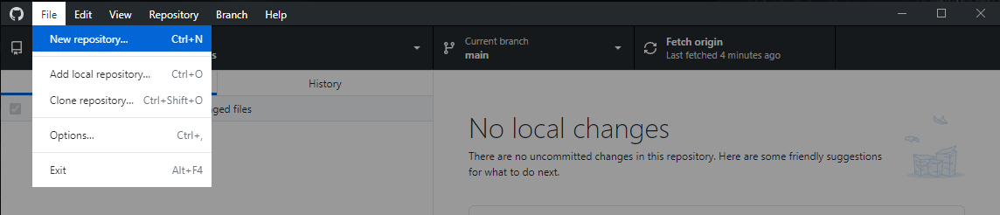 File Edit View Repository Branch Help
New repository... Ctrl+N
Add local repository... Ctrl+O
Clone repository... Ctrl+Shift+O
Options... Ctrl+,
Exit Alt+F4
Current branch
main
Fetch origin
Last fetched 4 minutes ago
History
files
No local changes
There are no uncommitted changes in this repository. Here are some friendly suggestions
for what to do next.